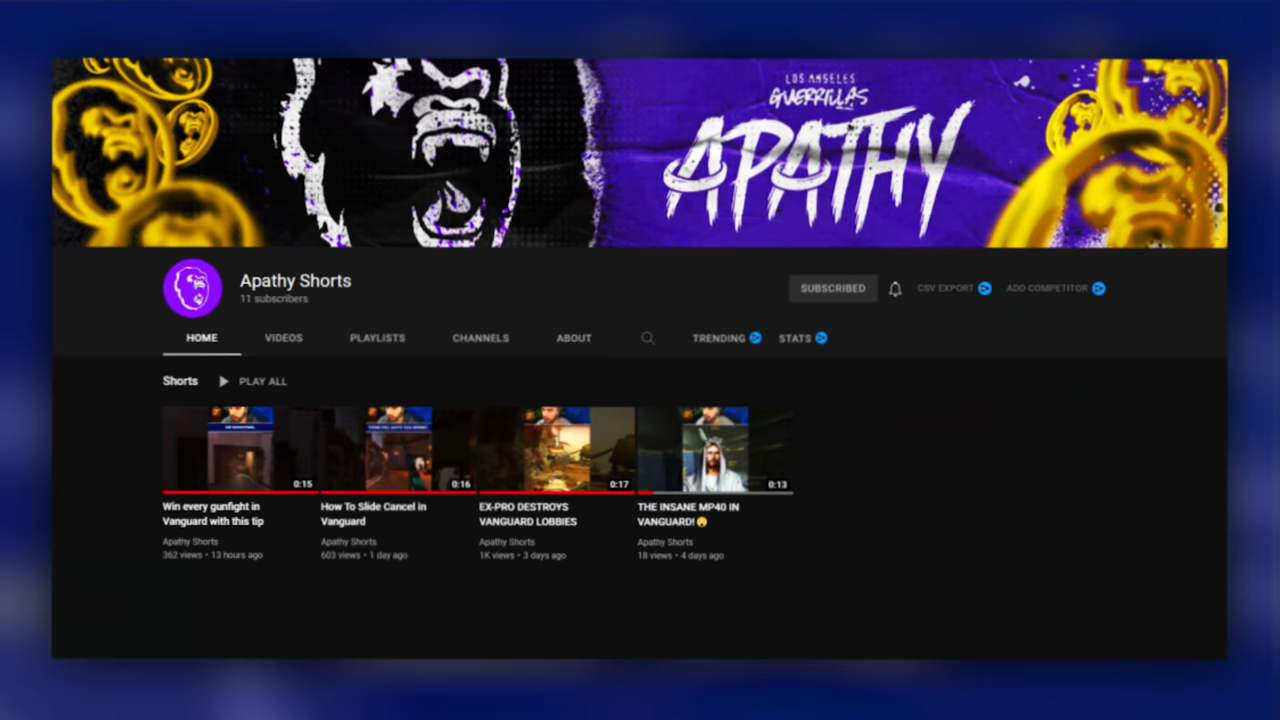 LOS ANGELES
GUERRILLAS
APATHY
Apathy Shorts
11 subscribers
SUBSCRIBED
CSV EXPORT
ADD COMPETITOR
HOME
VIDEOS
PLAYLISTS
CHANNELS
ABOUT
TRENDING
STATS
Shorts
PLAY ALL
0:15
0:16
0:17
0:13
Win every gunfight in
Vanguard with this tip
Apathy Shorts
362 views • 13 hours ago
How To Slide Cancel in
Vanguard
Apathy Shorts
603 views • 1 day ago
EX-PRO DESTROYS
VANGUARD LOBBIES
Apathy Shorts
1K views • 3 days ago
THE INSANE MP40 IN
VANGUARD!😲
Apathy Shorts
18 views • 4 days ago